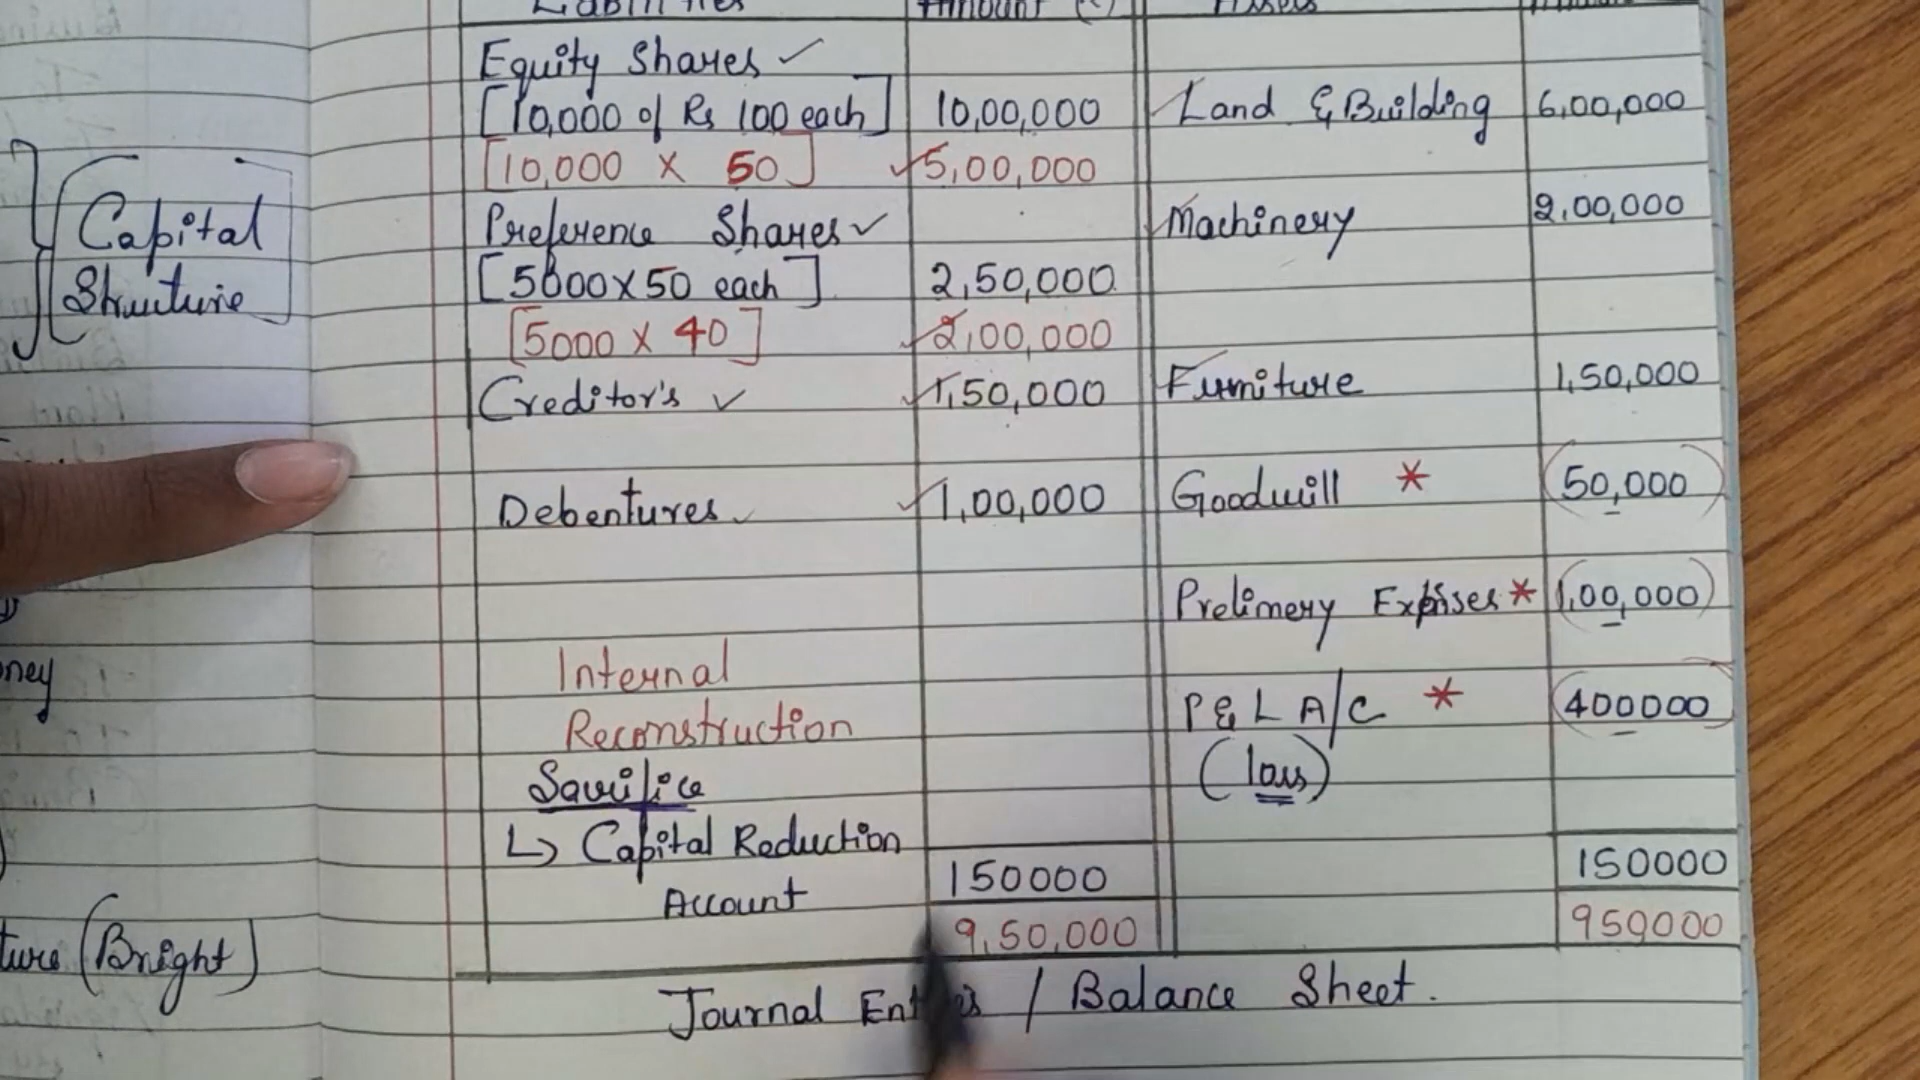 Liabilities Amount (₹) Assets
Equity Shares ✓
[10,000 of Rs 100 each] 10,00,000 Land & Building 6,00,000
[10,000 x 50] ✓5,00,000
Preference Shares ✓ Machinery 2,00,000
[5000x50 each] 2,50,000
[5000 x 40] ✓2,00,000
Creditor's ✓ ✓1,50,000 Furniture 1,50,000
Debentures ✓ ✓1,00,000 Goodwill * (50,000)
Prelimery Expenses * (1,00,000)
Internal
Reconstruction
P & L A/C * (400000)
(loss)
Sacrifice
↳ Capital Reduction
Account 150000 150000
9,50,000 950000
Journal Entries / Balance Sheet.
Capital
Structure
ney
ture (Bright)